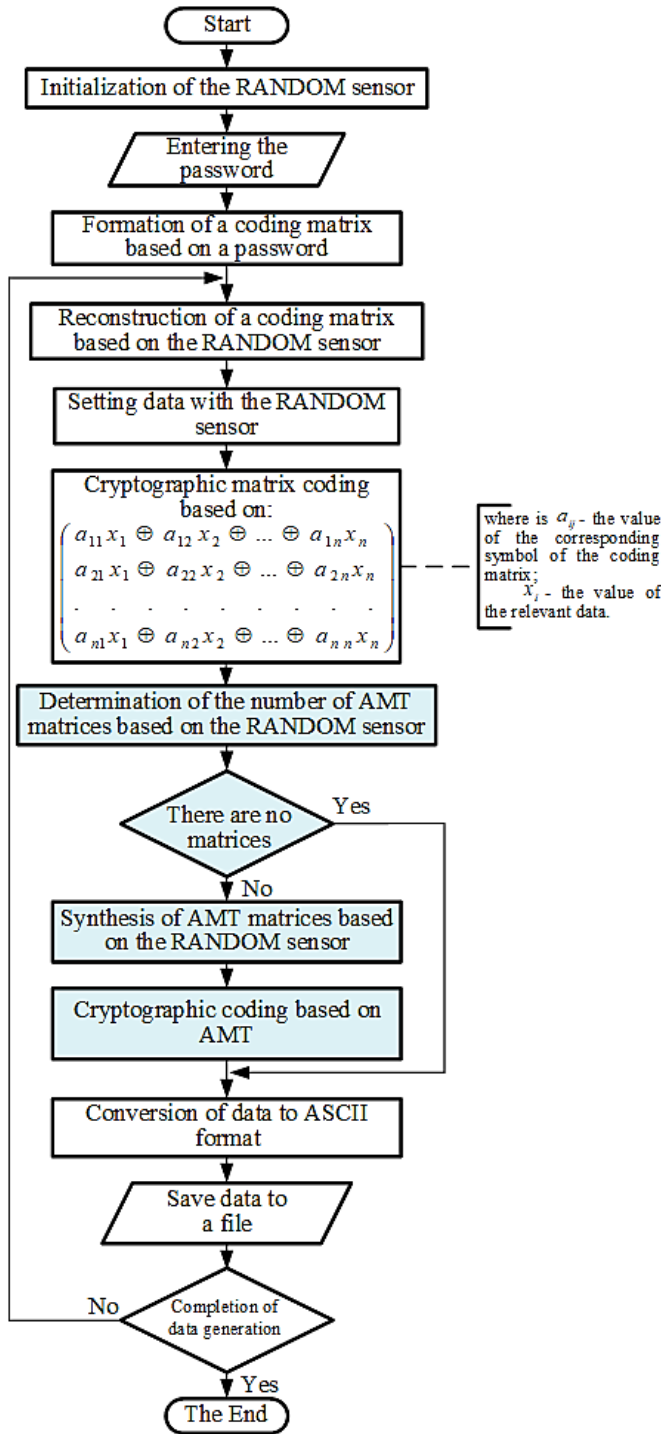 Start
Initialization of the RANDOM sensor
Entering the
password
Formation of a coding matrix
based on a password
Reconstruction of a coding matrix
based on the RANDOM sensor
Setting data with the RANDOM
sensor
Cryptographic matrix coding
based on:
a₁₁x₁ ⊕ a₁₂x₂ ⊕ ... ⊕ a₁ₙxₙ
a₂₁x₁ ⊕ a₂₂x₂ ⊕ ... ⊕ a₂ₙxₙ
. . . . . . . .
aₙ₁x₁ ⊕ aₙ₂x₂ ⊕ ... ⊕ aₙₙxₙ
where is aᵢⱼ - the value
of the corresponding
symbol of the coding
matrix;
xᵢ - the value of
the relevant data.
Determination of the number of AMT
matrices based on the RANDOM sensor
There are no
matrices
Yes
No
Synthesis of AMT matrices based
on the RANDOM sensor
Cryptographic coding based on
AMT
Conversion of data to ASCII
format
Save data to
a file
Completion of
data generation
No
Yes
The End